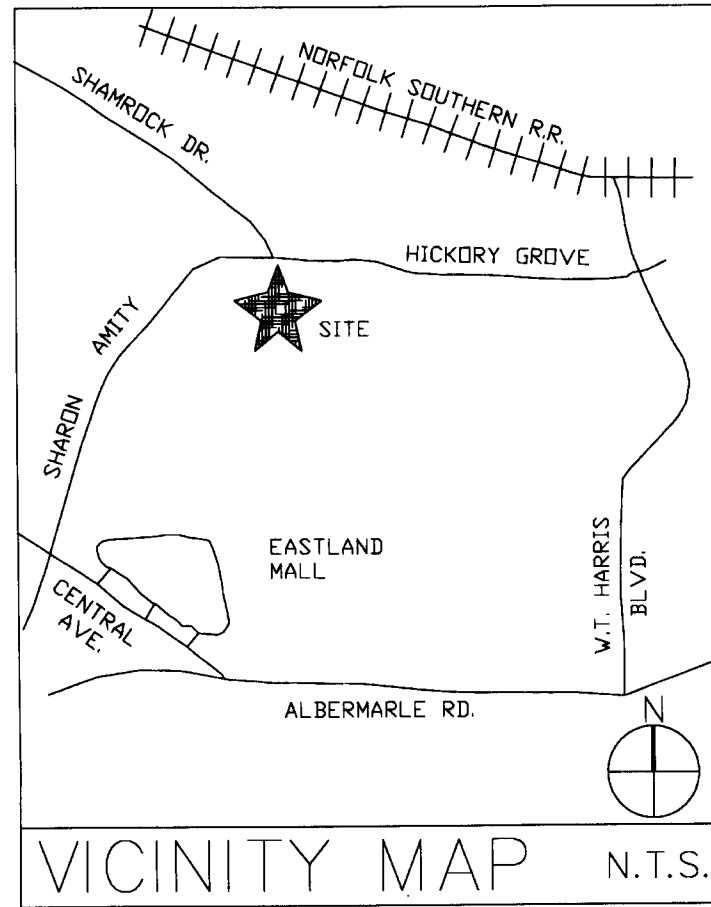 NORFOLK SOUTHERN R.R.
SHAMROCK DR.
HICKORY GROVE
SITE
SHARON AMITY
EASTLAND
MALL
CENTRAL
AVE.
W.T. HARRIS
BLVD.
ALBERMARLE RD.
N
VICINITY MAP N.T.S.